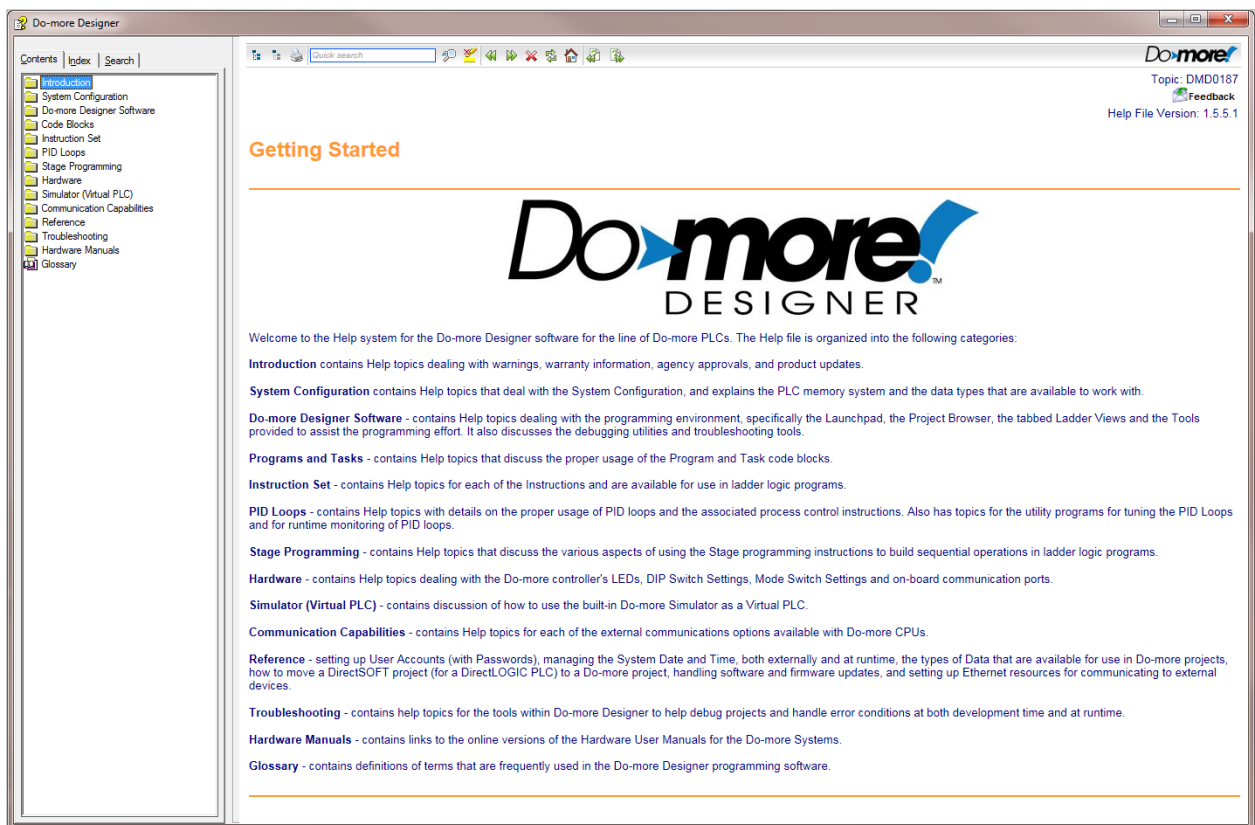 Do-more Designer
Contents Index Search
Introduction
System Configuration
Do-more Designer Software
Code Blocks
Instruction Set
PID Loops
Stage Programming
Hardware
Simulator (Virtual PLC)
Communication Capabilities
Reference
Troubleshooting
Hardware Manuals
Glossary
Quick search
Do-more!
Topic: DMD0187
Feedback
Help File Version: 1.5.5.1
Getting Started
Do-more!™
DESIGNER
Welcome to the Help system for the Do-more Designer software for the line of Do-more PLCs. The Help file is organized into the following categories:
Introduction contains Help topics dealing with warnings, warranty information, agency approvals, and product updates.
System Configuration contains Help topics that deal with the System Configuration, and explains the PLC memory system and the data types that are available to work with.
Do-more Designer Software - contains Help topics dealing with the programming environment, specifically the Launchpad, the Project Browser, the tabbed Ladder Views and the Tools
provided to assist the programming effort. It also discusses the debugging utilities and troubleshooting tools.
Programs and Tasks - contains Help topics that discuss the proper usage of the Program and Task code blocks.
Instruction Set - contains Help topics for each of the Instructions and are available for use in ladder logic programs.
PID Loops - contains Help topics with details on the proper usage of PID loops and the associated process control instructions. Also has topics for the utility programs for tuning the PID Loops
and for runtime monitoring of PID loops.
Stage Programming - contains Help topics that discuss the various aspects of using the Stage programming instructions to build sequential operations in ladder logic programs.
Hardware - contains Help topics dealing with the Do-more controller's LEDs, DIP Switch Settings, Mode Switch Settings and on-board communication ports.
Simulator (Virtual PLC) - contains discussion of how to use the built-in Do-more Simulator as a Virtual PLC.
Communication Capabilities - contains Help topics for each of the external communications options available with Do-more CPUs.
Reference - setting up User Accounts (with Passwords), managing the System Date and Time, both externally and at runtime, the types of Data that are available for use in Do-more projects,
how to move a DirectSOFT project (for a DirectLOGIC PLC) to a Do-more project, handling software and firmware updates, and setting up Ethernet resources for communicating to external
devices.
Troubleshooting - contains help topics for the tools within Do-more Designer to help debug projects and handle error conditions at both development time and at runtime.
Hardware Manuals - contains links to the online versions of the Hardware User Manuals for the Do-more Systems.
Glossary - contains definitions of terms that are frequently used in the Do-more Designer programming software.